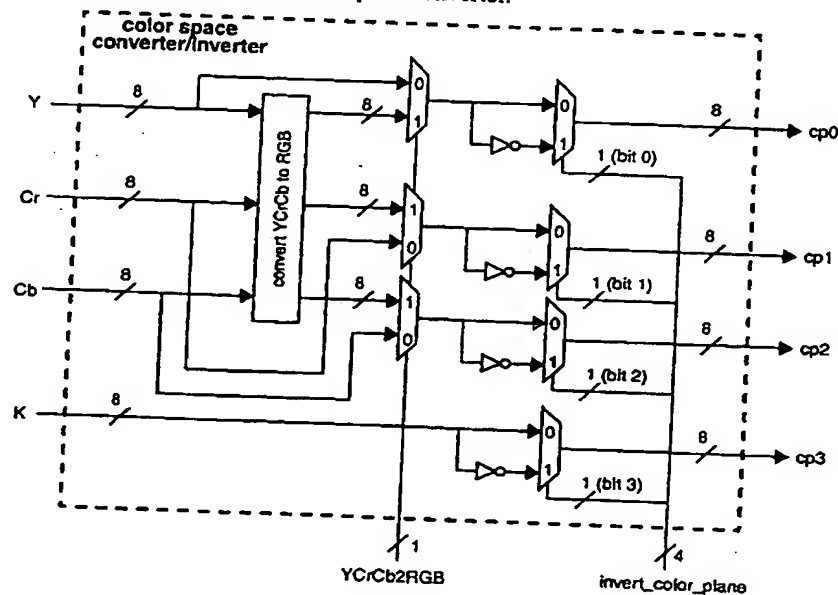 color space
converter/inverter
Y
8
0
1
8
8
0
1
8
cp0
1 (bit 0)
Cr
8
convert YCrCb to RGB
8
1
0
0
1
8
cp1
1 (bit 1)
Cb
8
8
1
0
0
1
8
cp2
1 (bit 2)
K
8
0
1
8
cp3
1 (bit 3)
1
YCrCb2RGB
4
invert_color_plane